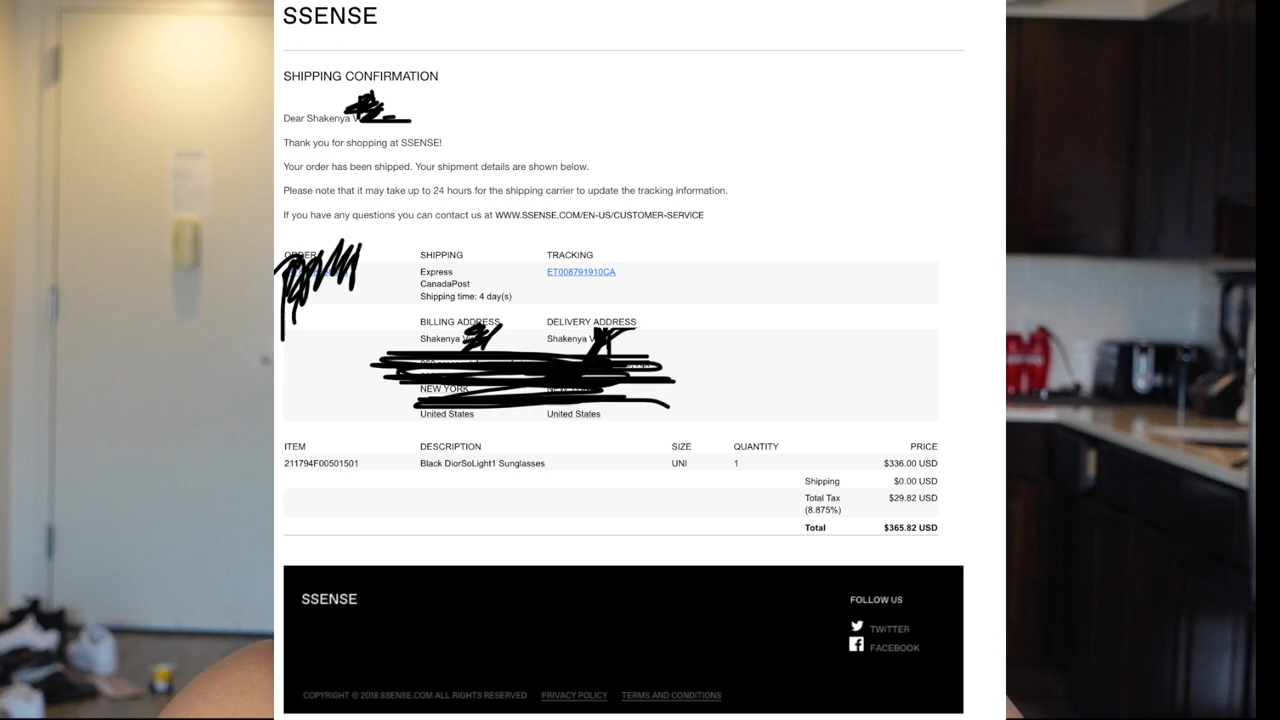 SSENSE
SHIPPING CONFIRMATION
Dear Shakenya
Thank you for shopping at SSENSE!
Your order has been shipped. Your shipment details are shown below.
Please note that it may take up to 24 hours for the shipping carrier to update the tracking information.
If you have any questions you can contact us at WWW.SSENSE.COM/EN-US/CUSTOMER-SERVICE
ORDER SHIPPING TRACKING
Express ET008791910CA
CanadaPost
Shipping time: 4 day(s)
BILLING ADDRESS DELIVERY ADDRESS
Shakenya Shakenya
NEW YORK NEW YORK
United States United States
ITEM DESCRIPTION SIZE QUANTITY PRICE
211794F00501501 Black DiorSoLight1 Sunglasses UNI 1 $336.00 USD
Shipping $0.00 USD
Total Tax $29.82 USD
(8.875%)
Total $365.82 USD
SSENSE
FOLLOW US
TWITTER
FACEBOOK
COPYRIGHT © 2018 SSENSE.COM ALL RIGHTS RESERVED PRIVACY POLICY TERMS AND CONDITIONS